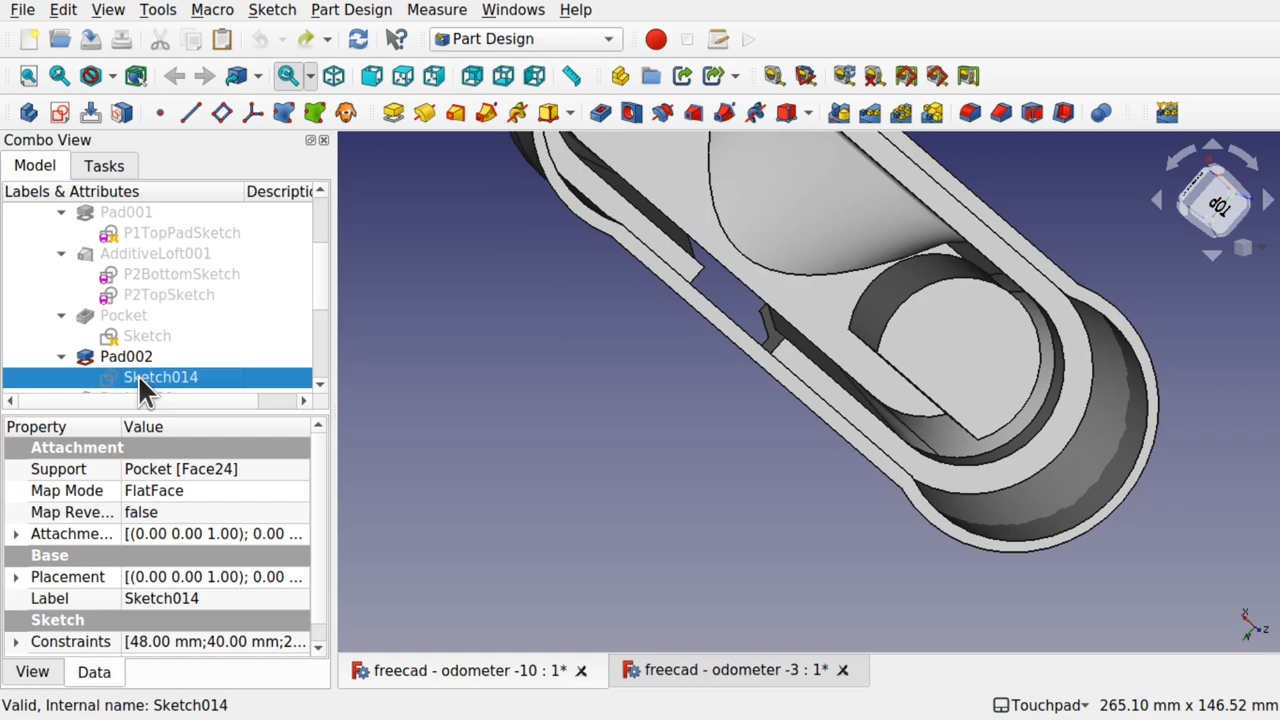 File Edit View Tools Macro Sketch Part Design Measure Windows Help
Part Design
Combo View
Model Tasks
Labels & Attributes Descriptic
Pad001
P1TopPadSketch
AdditiveLoft001
P2BottomSketch
P2TopSketch
Pocket
Sketch
Pad002
Sketch014
Property Value
Attachment
Support Pocket [Face24]
Map Mode FlatFace
Map Reve... false
Attachme... [(0.00 0.00 1.00); 0.00 ...
Base
Placement [(0.00 0.00 1.00); 0.00 ...
Label Sketch014
Sketch
Constraints [48.00 mm;40.00 mm;2...
View Data
TOP
X
Z
Y
freecad - odometer -10 : 1* freecad - odometer -3 : 1*
Valid, Internal name: Sketch014 Touchpad 265.10 mm x 146.52 mm